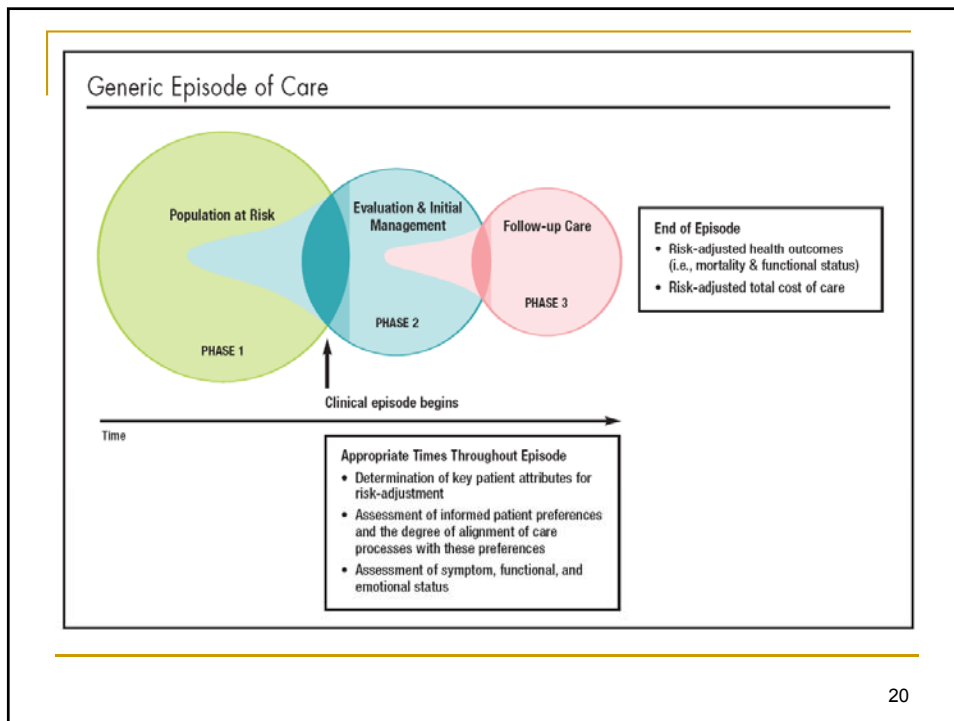 Generic Episode of Care
Population at Risk
PHASE 1
Evaluation & Initial
Management
PHASE 2
Follow-up Care
PHASE 3
End of Episode
• Risk-adjusted health outcomes
(i.e., mortality & functional status)
• Risk-adjusted total cost of care
Clinical episode begins
Time
Appropriate Times Throughout Episode
• Determination of key patient attributes for
risk-adjustment
• Assessment of informed patient preferences
and the degree of alignment of care
processes with these preferences
• Assessment of symptom, functional, and
emotional status
20